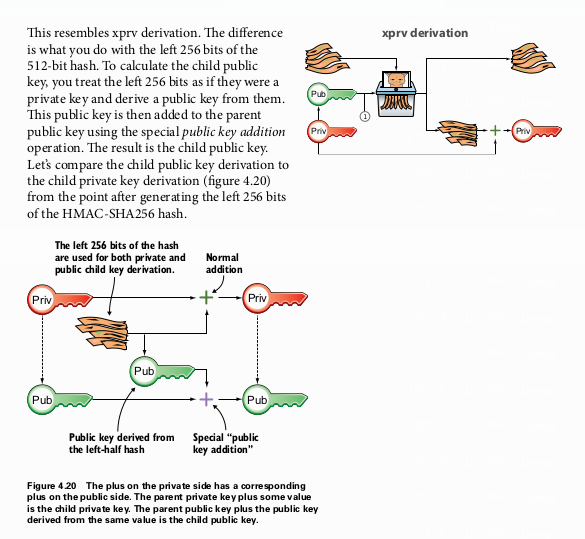 This resembles xprv derivation. The difference
is what you do with the left 256 bits of the
512-bit hash. To calculate the child public
key, you treat the left 256 bits as if they were a
private key and derive a public key from them.
This public key is then added to the parent
public key using the special public key addition
operation. The result is the child public key.
Let's compare the child public key derivation to
the child private key derivation (figure 4.20)
from the point after generating the left 256 bits
of the HMAC-SHA256 hash.
xprv derivation
Pub
1
Priv
Priv
The left 256 bits of the hash
are used for both private and
public child key derivation.
Normal
addition
Priv
Priv
Pub
Pub
Pub
Public key derived from
the left-half hash
Special “public
key addition”
Figure 4.20 The plus on the private side has a corresponding
plus on the public side. The parent private key plus some value
is the child private key. The parent public key plus the public key
derived from the same value is the child public key.